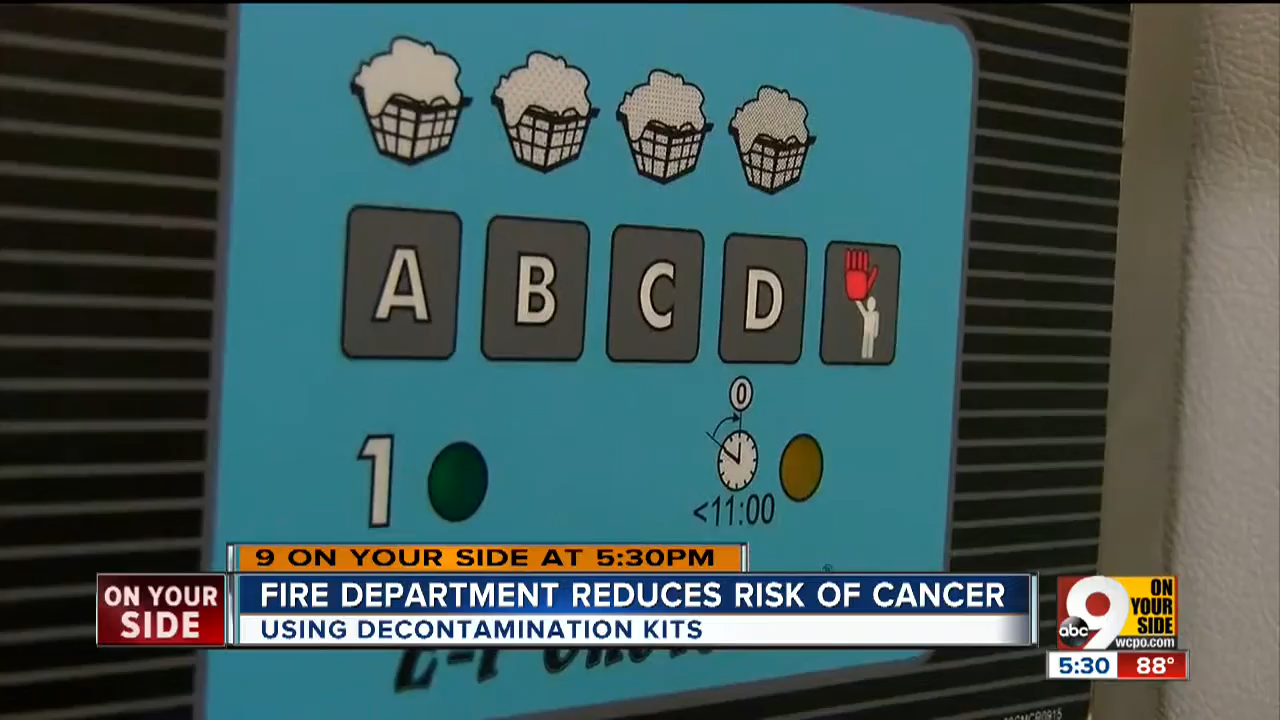 A B C D
0
1
<11:00
9 ON YOUR SIDE AT 5:30PM
ON YOUR
SIDE
FIRE DEPARTMENT REDUCES RISK OF CANCER
USING DECONTAMINATION KITS
abc 9 ON
YOUR
SIDE
wcpo.com
5:30 88°